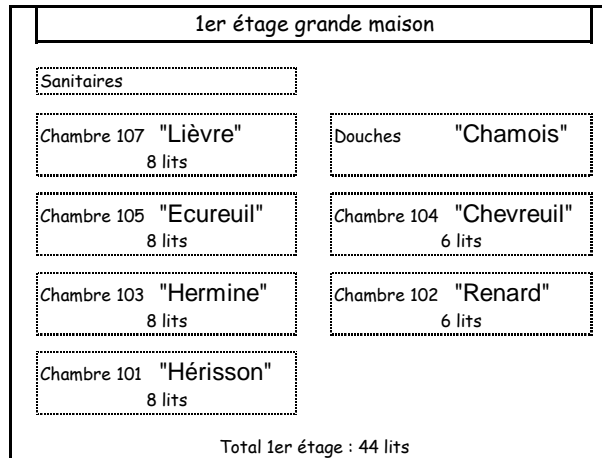 1er étage grande maison
Sanitaires
Chambre 107 "Lièvre"
8 lits
Douches "Chamois"
Chambre 105 "Ecureuil"
8 lits
Chambre 104 "Chevreuil"
6 lits
Chambre 103 "Hermine"
8 lits
Chambre 102 "Renard"
6 lits
Chambre 101 "Hérisson"
8 lits
Total 1er étage : 44 lits